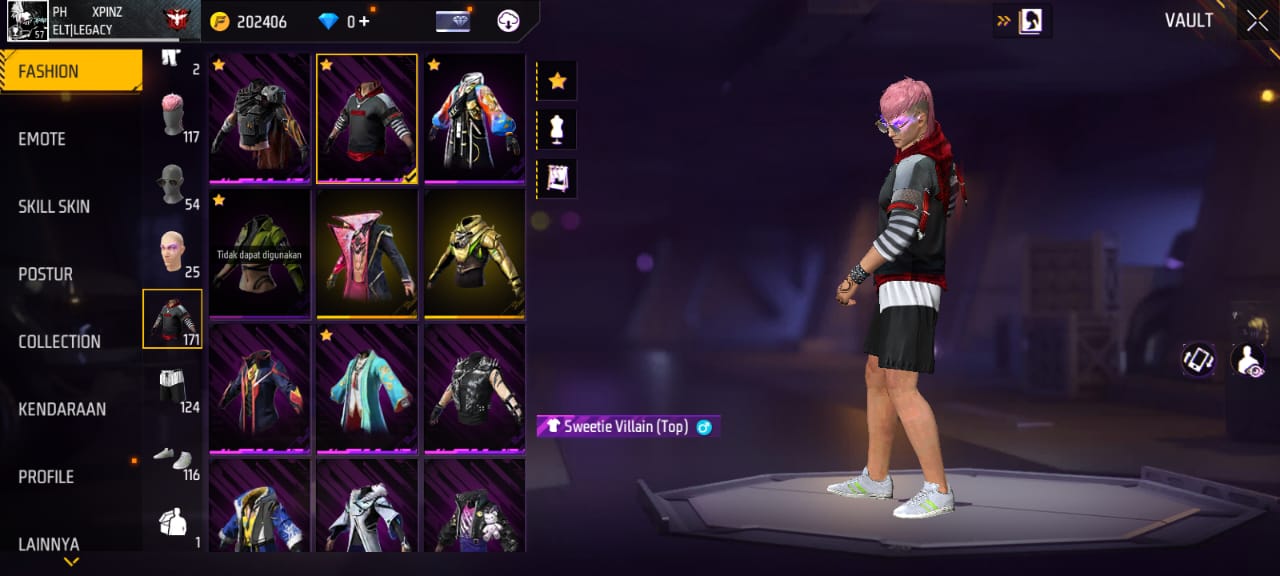 PH XPINZ
ELT|LEGACY
57
202406
0+
VAULT
FASHION
EMOTE
SKILL SKIN
POSTUR
COLLECTION
KENDARAAN
PROFILE
LAINNYA
2
117
54
25
171
124
116
1
Tidak dapat digunakan
Sweetie Villain (Top)